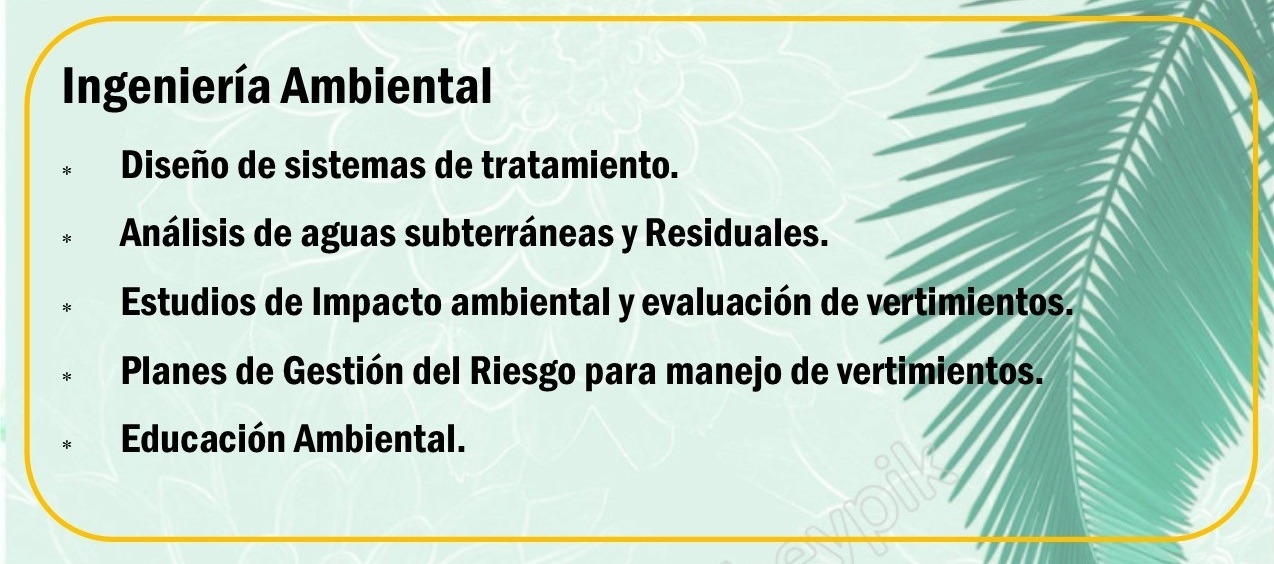 Ingeniería Ambiental
* Diseño de sistemas de tratamiento.
* Análisis de aguas subterráneas y Residuales.
* Estudios de Impacto ambiental y evaluación de vertimientos.
* Planes de Gestión del Riesgo para manejo de vertimientos.
* Educación Ambiental.